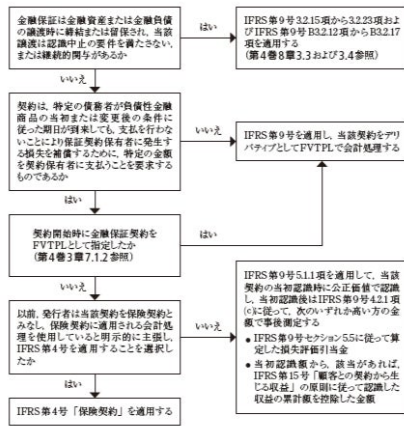 金融保証は金融資産または金融負債
の譲渡時に締結または留保され、当該
譲渡は認識中止の要件を満たさない、
または継続的関与があるか
はい
IFRS第9号3.2.15項から3.2.23項およ
びIFRS第9号B3.2.12項からB3.2.17
項を適用する
(第4巻8章3.3および3.4参照)
いいえ
契約は、特定の債務者が負債性金融
商品の当初または変更後の条件に
従った期日が到来しても、支払を行わな
いことにより保証契約保有者に発生す
る損失を補償するために、特定の金額
を契約保有者に支払うことを要求する
ものであるか
いいえ
IFRS第9号を適用し、当該契約をデリ
バティブとしてFVTPLで会計処理する
はい
契約開始時に金融保証契約を
FVTPLとして指定したか
(第4巻3章7.1.2参照)
はい
いいえ
以前、発行者は当該契約を保険契約と
みなし、保険契約に適用される会計処
理を使用していると明示的に主張し、
IFRS第4号を適用することを選択し
たか
いいえ
IFRS第9号5.1.1項を適用して、当該
契約の当初認識時に公正価値で認識
し、当初認識後はIFRS第9号4.2.1項
(c)に従って、次のいずれか高い方の金
額で事後測定する
● IFRS第9号セクション5.5に従って算
定した損失評価引当金
● 当初認識額から、該当があれば、
IFRS第15号「顧客との契約から生
じる収益」の原則に従って認識した
収益の累計額を控除した金額
はい
IFRS第4号「保険契約」を適用する